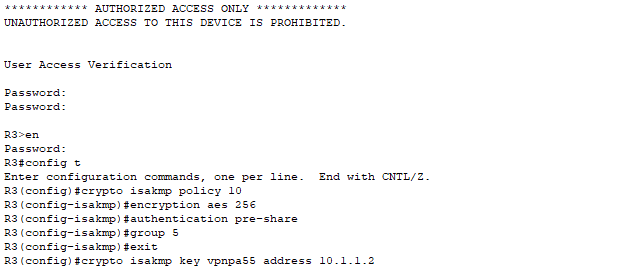 ************ AUTHORIZED ACCESS ONLY *************
UNAUTHORIZED ACCESS TO THIS DEVICE IS PROHIBITED.
User Access Verification
Password:
Password:
R3>en
Password:
R3#config t
Enter configuration commands, one per line.  End with CNTL/Z.
R3(config)#crypto isakmp policy 10
R3(config-isakmp)#encryption aes 256
R3(config-isakmp)#authentication pre-share
R3(config-isakmp)#group 5
R3(config-isakmp)#exit
R3(config)#crypto isakmp key vpnpa55 address 10.1.1.2